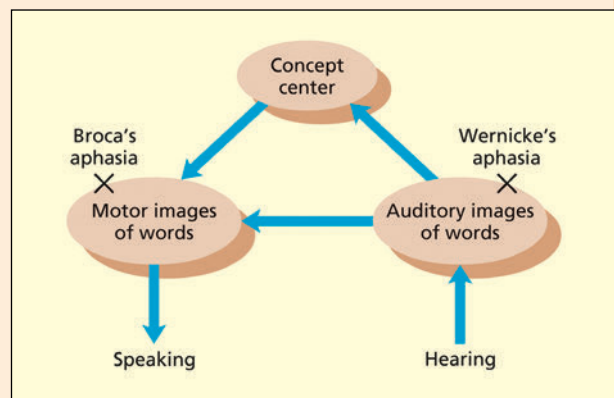 Concept
center
Broca's
aphasia
Wernicke's
aphasia
Motor images
of words
Auditory images
of words
Speaking
Hearing